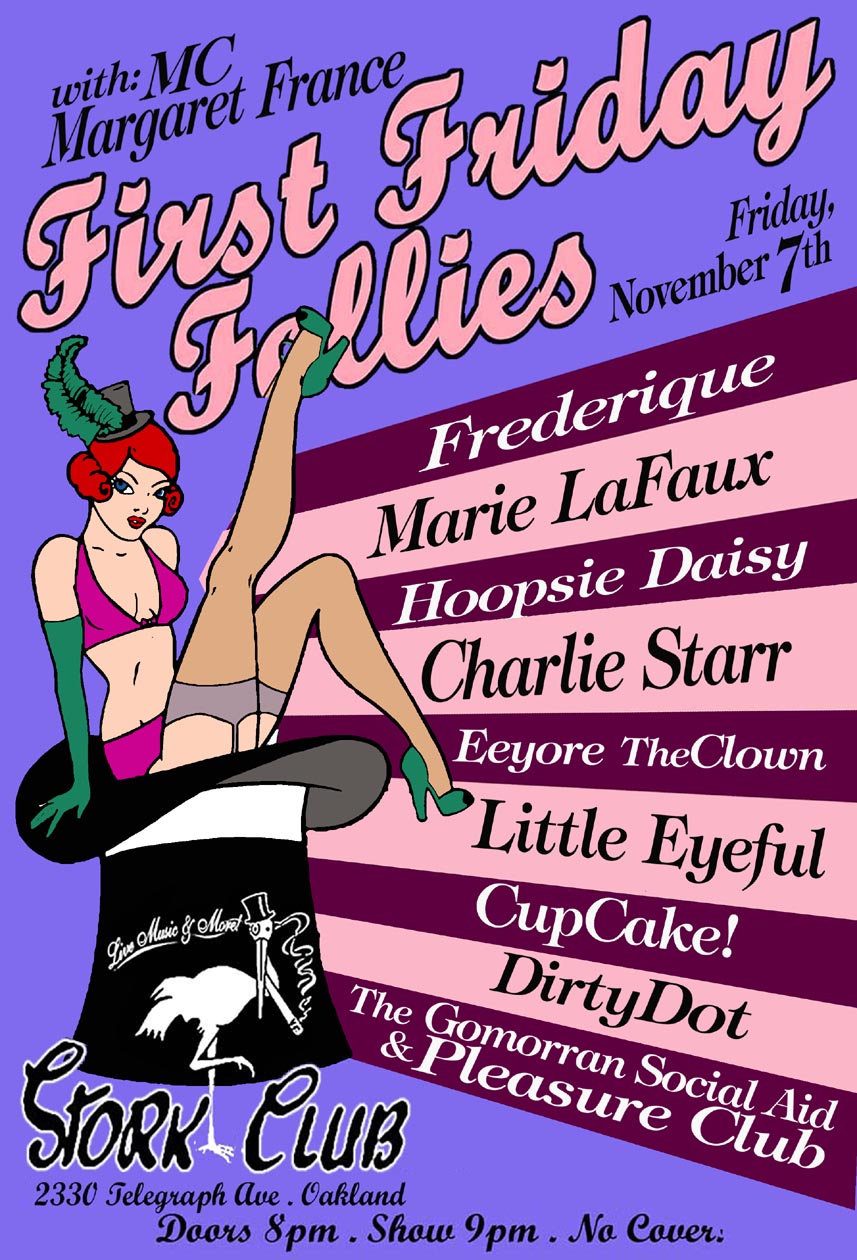 with: MC
Margaret France
First Friday
Follies
Friday,
November 7th
Frederique
Marie LaFaux
Hoopsie Daisy
Charlie Starr
Eeyore TheClown
Little Eyeful
CupCake!
DirtyDot
The Gomorran Social Aid
& Pleasure Club
Live Music & More!
Stork Club
2330 Telegraph Ave . Oakland
Doors 8pm . Show 9pm . No Cover.